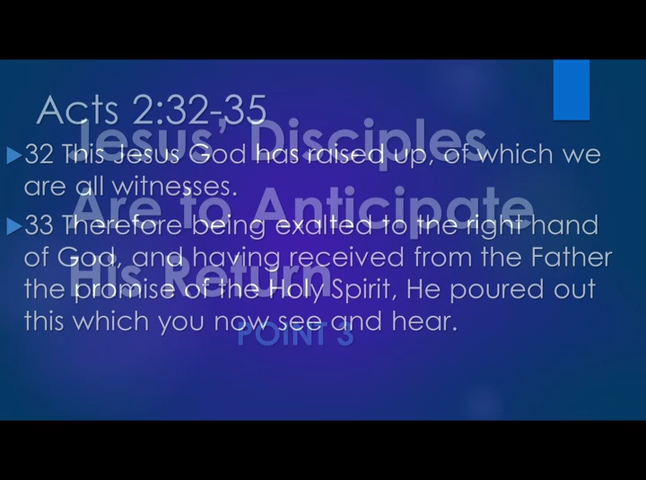 Acts 2:32-35
32 This Jesus God has raised up, of which we
are all witnesses.
33 Therefore being exalted to the right hand
of God, and having received from the Father
the promise of the Holy Spirit, He poured out
this which you now see and hear.
Jesus' Disciples
Are to Anticipate
His Return
POINT 3